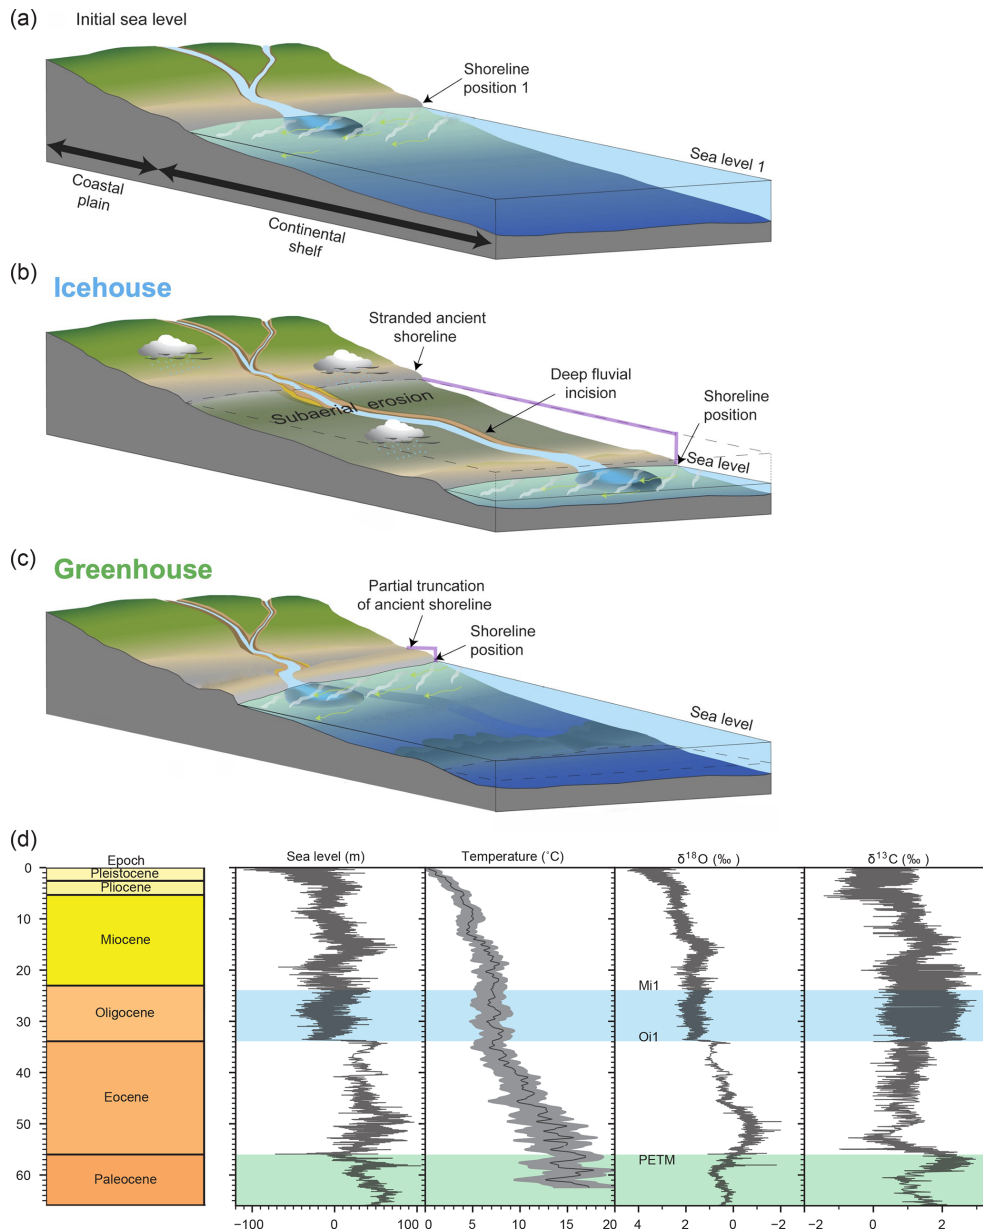 (a)
Initial sea level
Shoreline
position 1
Sea level 1
Coastal
plain
Continental
shelf
(b)
Icehouse
Stranded ancient
shoreline
Deep fluvial
incision
Shoreline
position
Subaerial erosion
Sea level
(c)
Greenhouse
Partial truncation
of ancient shoreline
Shoreline
position
Sea level
(d)
Epoch
Sea level (m)
Temperature (˚C)
δ18O (‰)
δ13C (‰)
0
Pleistocene
Pliocene
10
Miocene
20
Mi1
Oligocene
30
Oi1
40
Eocene
50
PETM
60
Paleocene
−100 0 100
0 5 10 15 20
4 2 0 −2
−2 0 2